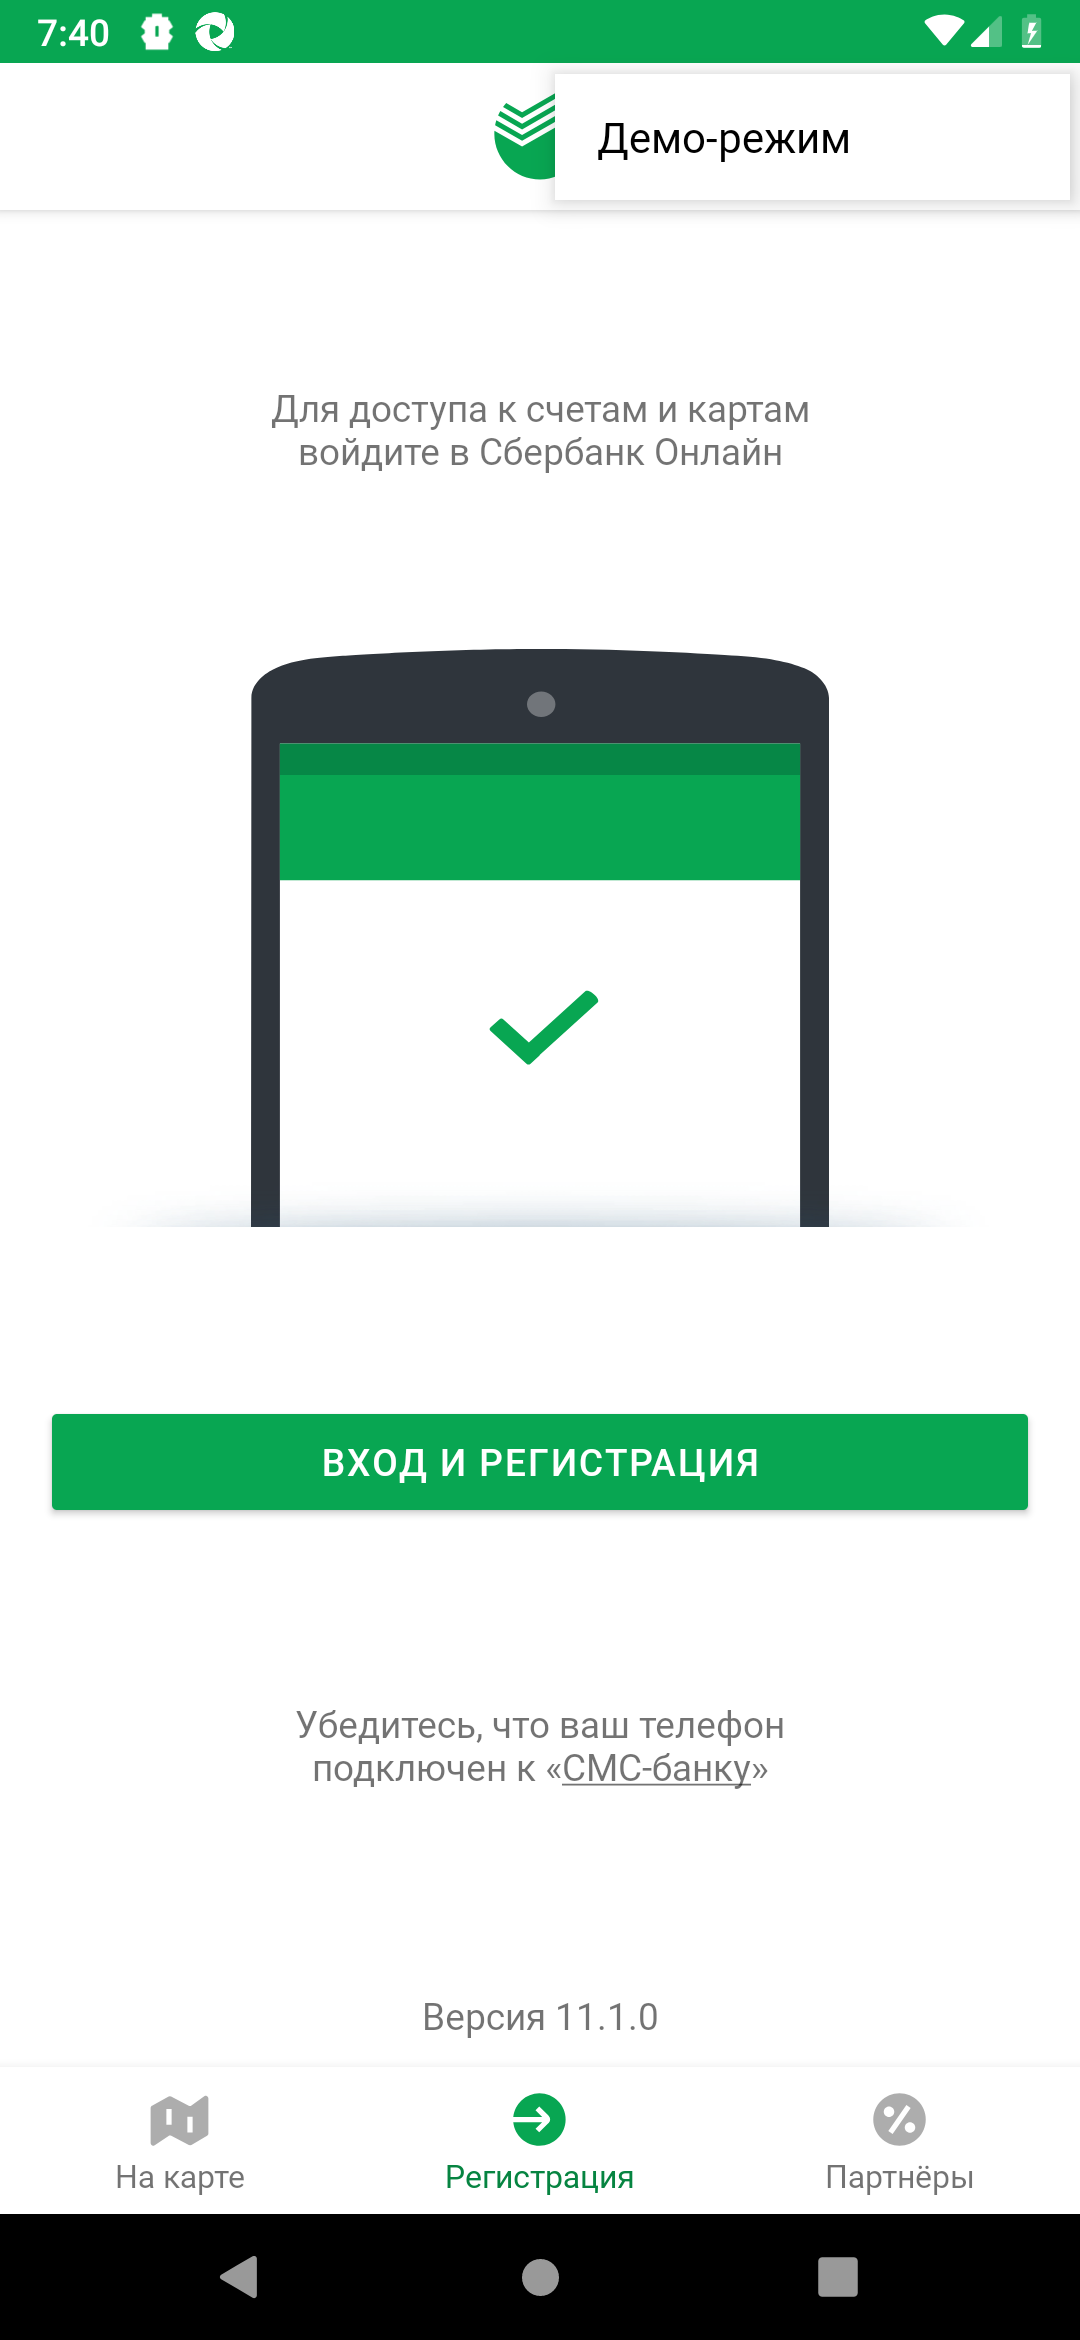 7:40
Демо-режим
Для доступа к счетам и картам
войдите в Сбербанк Онлайн
ВХОД И РЕГИСТРАЦИЯ
Убедитесь, что ваш телефон
подключен к «СМС-банку»
Версия 11.1.0
На карте
Регистрация
Партнёры